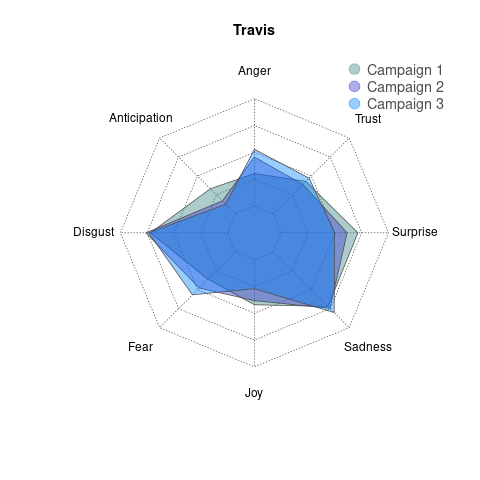 Travis
Campaign 1
Campaign 2
Campaign 3
Anger
Anticipation
Trust
Disgust
Surprise
Fear
Sadness
Joy